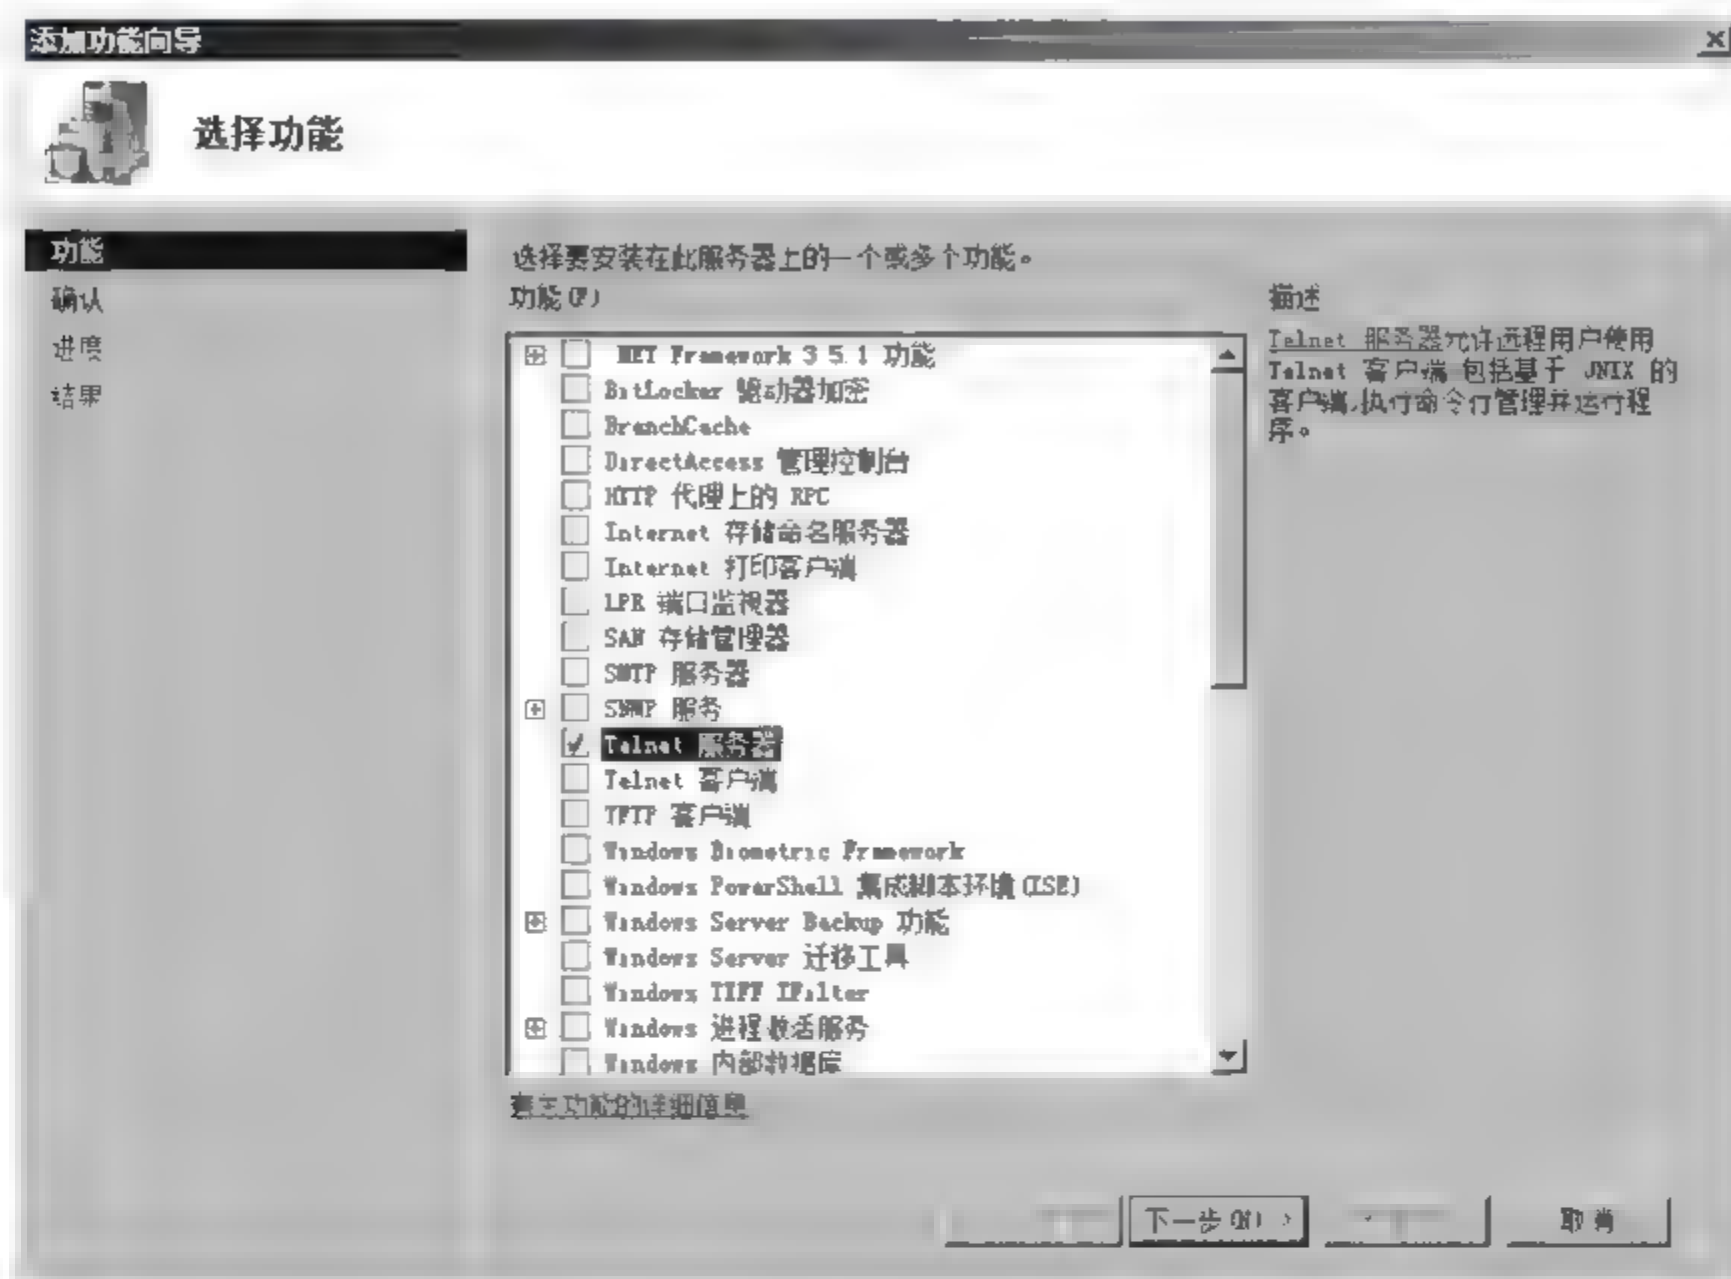 添加功能向导
选择功能
功能
确认
进度
结果
选择要安装在此服务器上的一个或多个功能。
功能(F)
.NET Framework 3.5.1 功能
BitLocker 驱动器加密
BranchCache
DirectAccess 管理控制台
HTTP 代理上的 RPC
Internet 存储命名服务器
Internet 打印客户端
LPR 端口监视器
SAN 存储管理器
SMTP 服务器
SNMP 服务
Telnet 服务器
Telnet 客户端
TFTP 客户端
Windows Biometric Framework
Windows PowerShell 集成脚本环境(ISE)
Windows Server Backup 功能
Windows Server 迁移工具
Windows TIFF IFilter
Windows 进程激活服务
Windows 内部数据库
有关功能的详细信息
描述
Telnet 服务器允许远程用户使用
Telnet 客户端 包括基于 UNIX 的
客户端,执行命令行管理并运行程
序。
下一步(N) >
取消